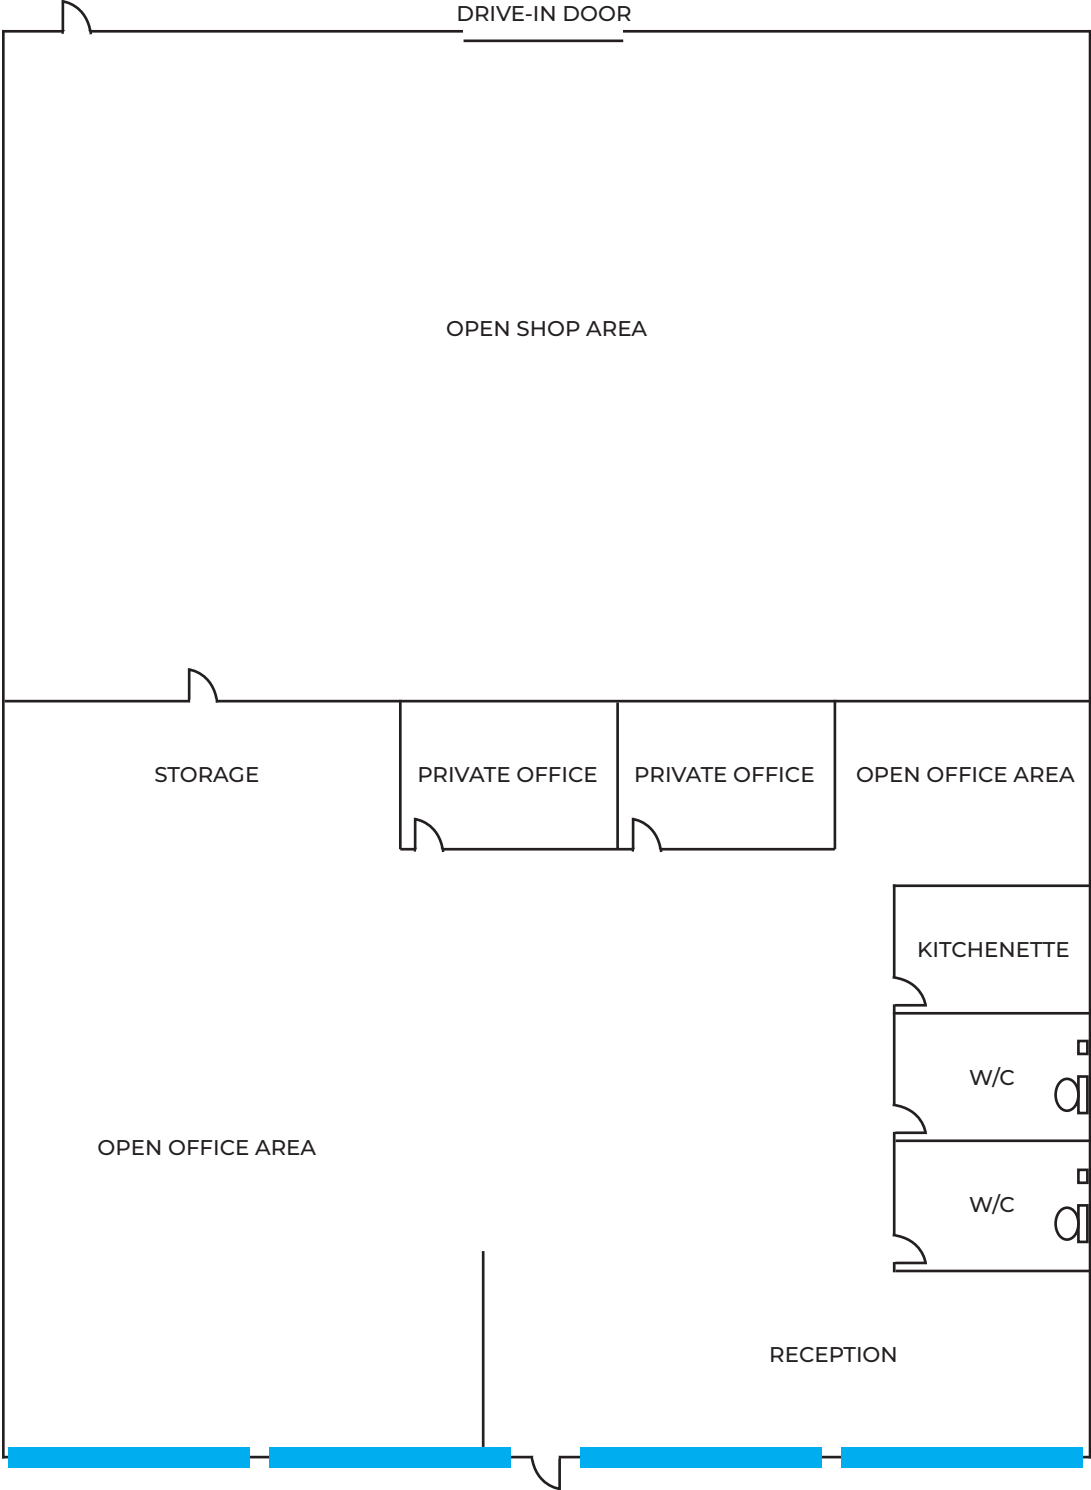 DRIVE-IN DOOR
OPEN SHOP AREA
STORAGE
PRIVATE OFFICE
PRIVATE OFFICE
OPEN OFFICE AREA
KITCHENETTE
W/C
OPEN OFFICE AREA
W/C
RECEPTION